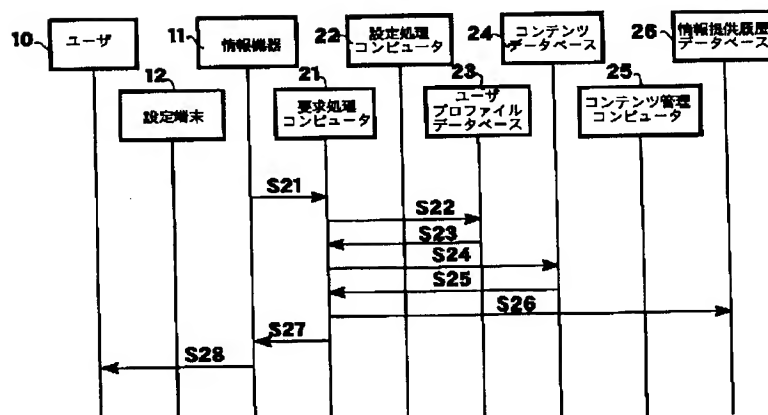 10
ユーザ
11
情報機器
22
設定処理
コンピュータ
24
コンテンツ
データベース
26
情報提供履歴
データベース
12
設定端末
21
要求処理
コンピュータ
23
ユーザ
プロファイル
データベース
25
コンテンツ管理
コンピュータ
S21
S22
S23
S24
S25
S26
S27
S28